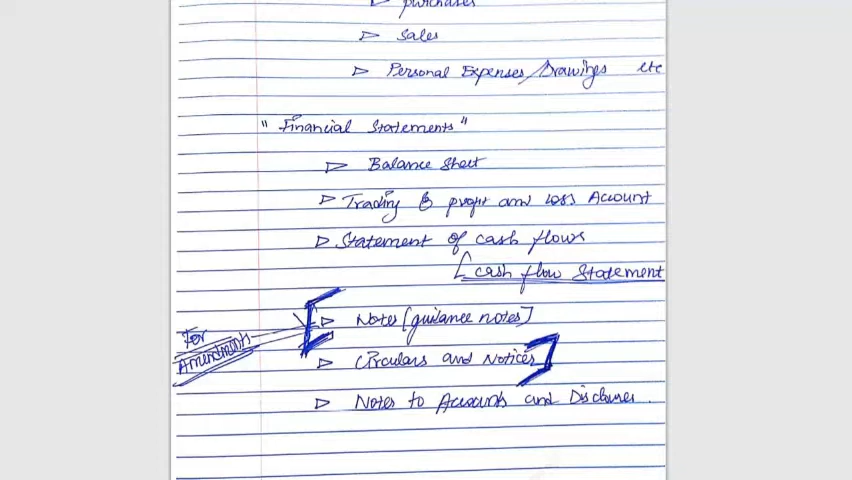 ▷ purchases
▷ Sales
▷ Personal Expenses/Drawings etc
"Financial Statements"
▷ Balance Sheet
▷ Trading & profit and Loss Account
▷ Statement of cash flows
[cash flow Statement
▷ Notes [guidance notes]
For
Amendments
▷ Circulars and Notices
▷ Notes to Accounts and Disclosures.